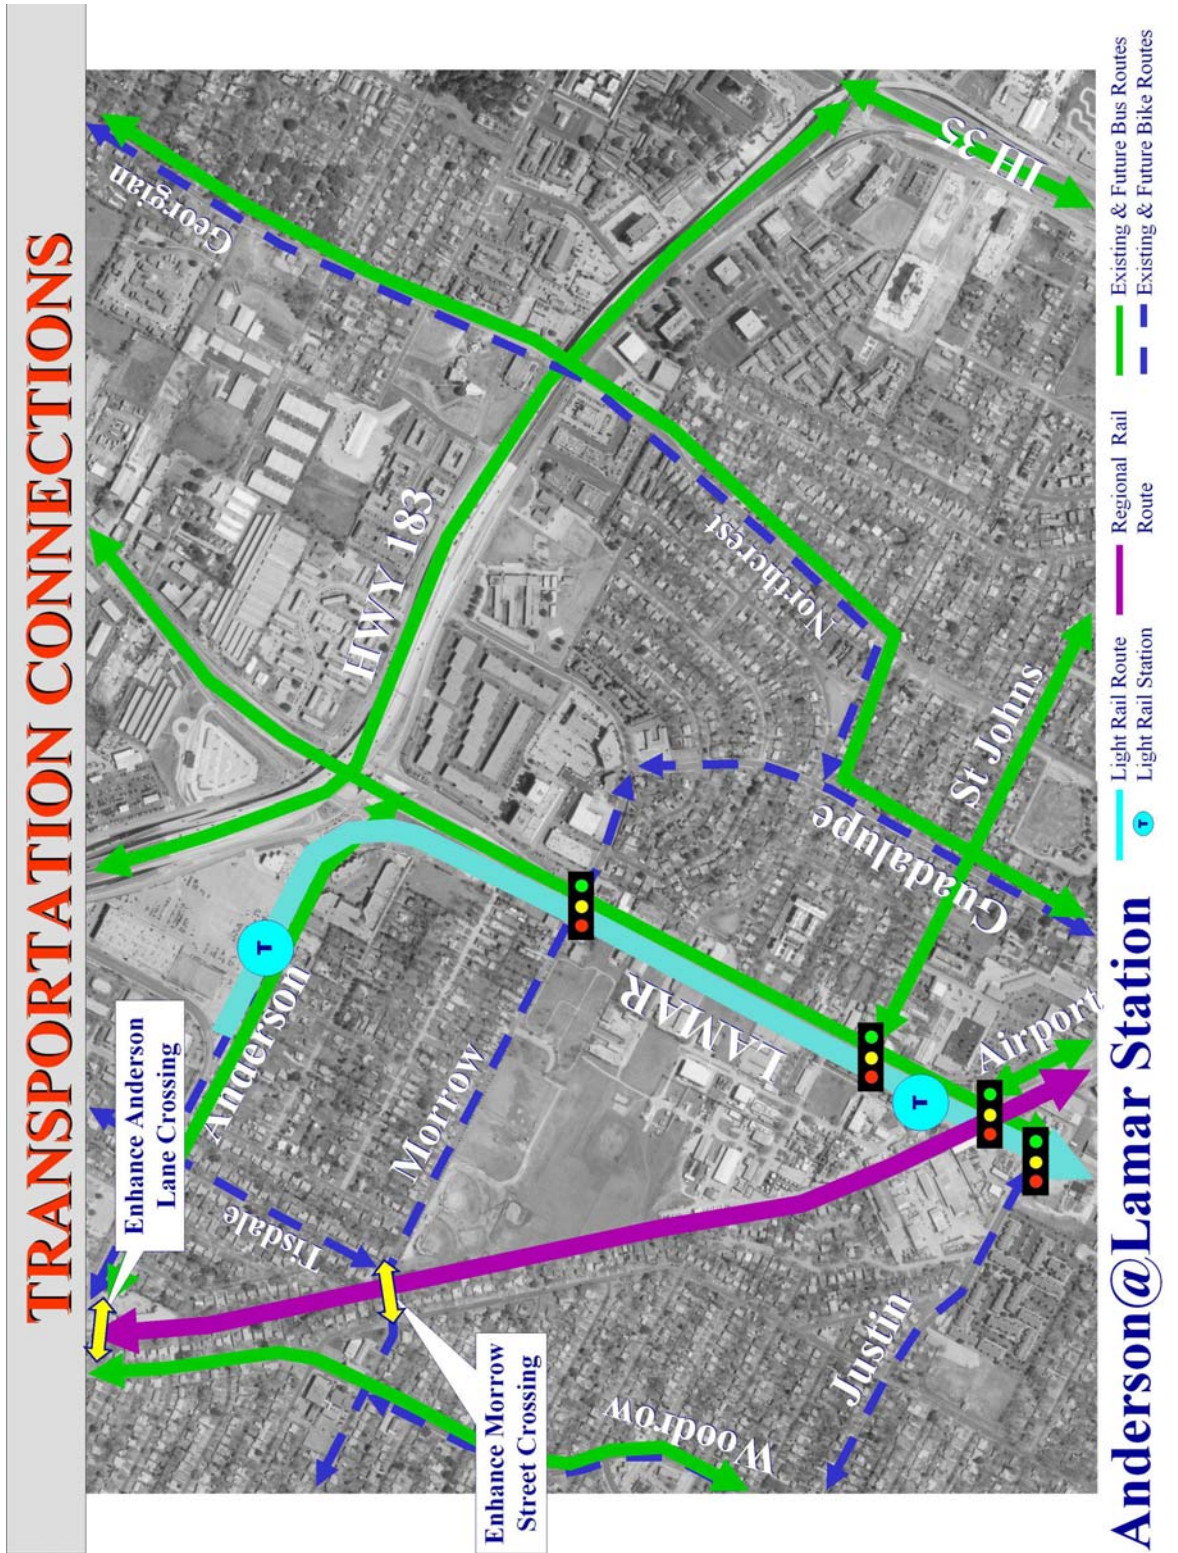 TRANSPORTATION CONNECTIONS
Enhance Anderson
Lane Crossing
Georgian
HWY 183
IH 35
Anderson
Tisdale
Morrow
Northcrest
Enhance Morrow
Street Crossing
LAMAR
Guadalupe
St Johns
Woodrow
Justin
Airport
T
T
Anderson@Lamar Station
Light Rail Route
T Light Rail Station
Regional Rail
Route
Existing & Future Bus Routes
Existing & Future Bike Routes